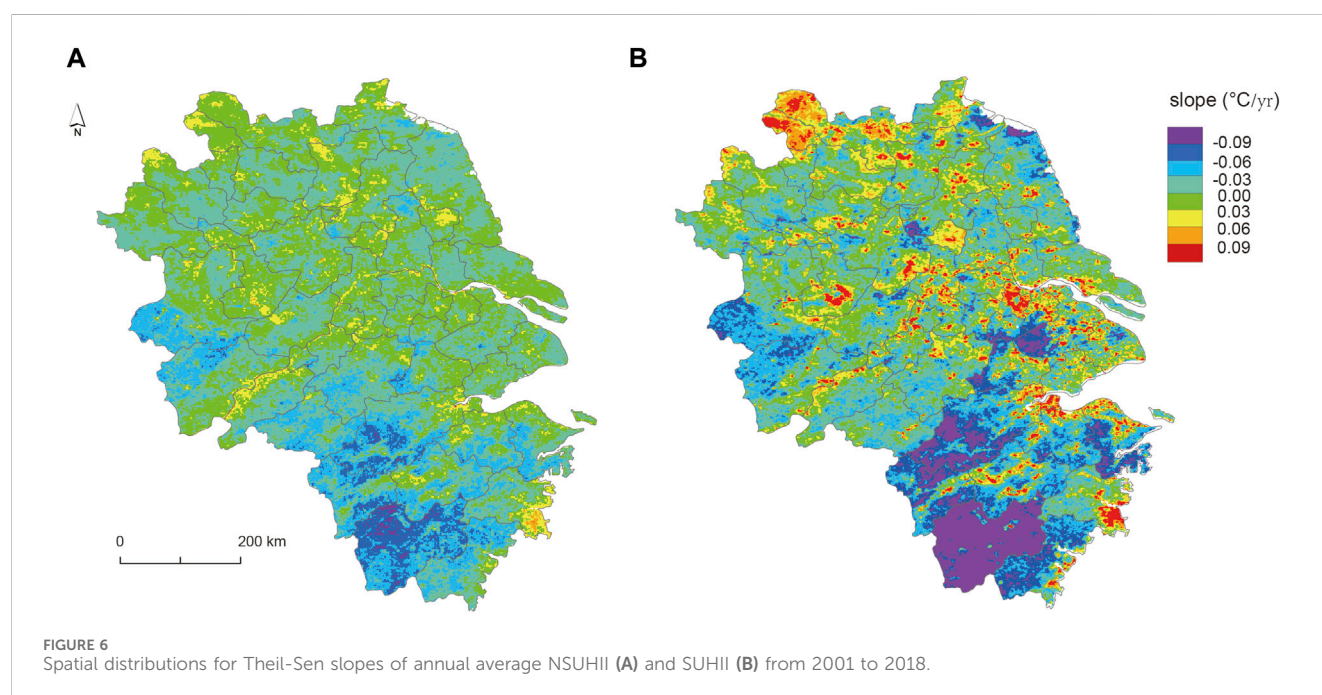 A
B
N
slope (°C/yr)
-0.09
-0.06
-0.03
0.00
0.03
0.06
0.09
0
200 km
FIGURE 6
Spatial distributions for Theil-Sen slopes of annual average NSUHII (A) and SUHII (B) from 2001 to 2018.